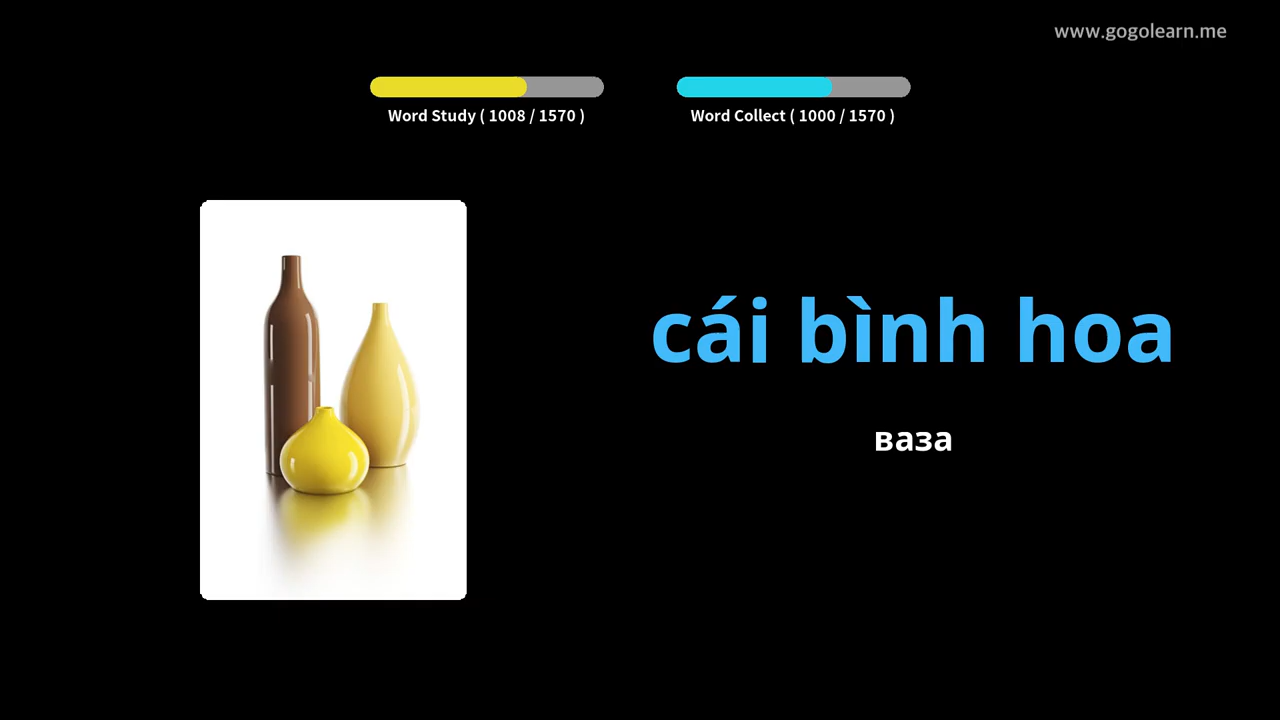 www.gogolearn.me
Word Study ( 1008 / 1570 )
Word Collect ( 1000 / 1570 )
cái bình hoa
ваза